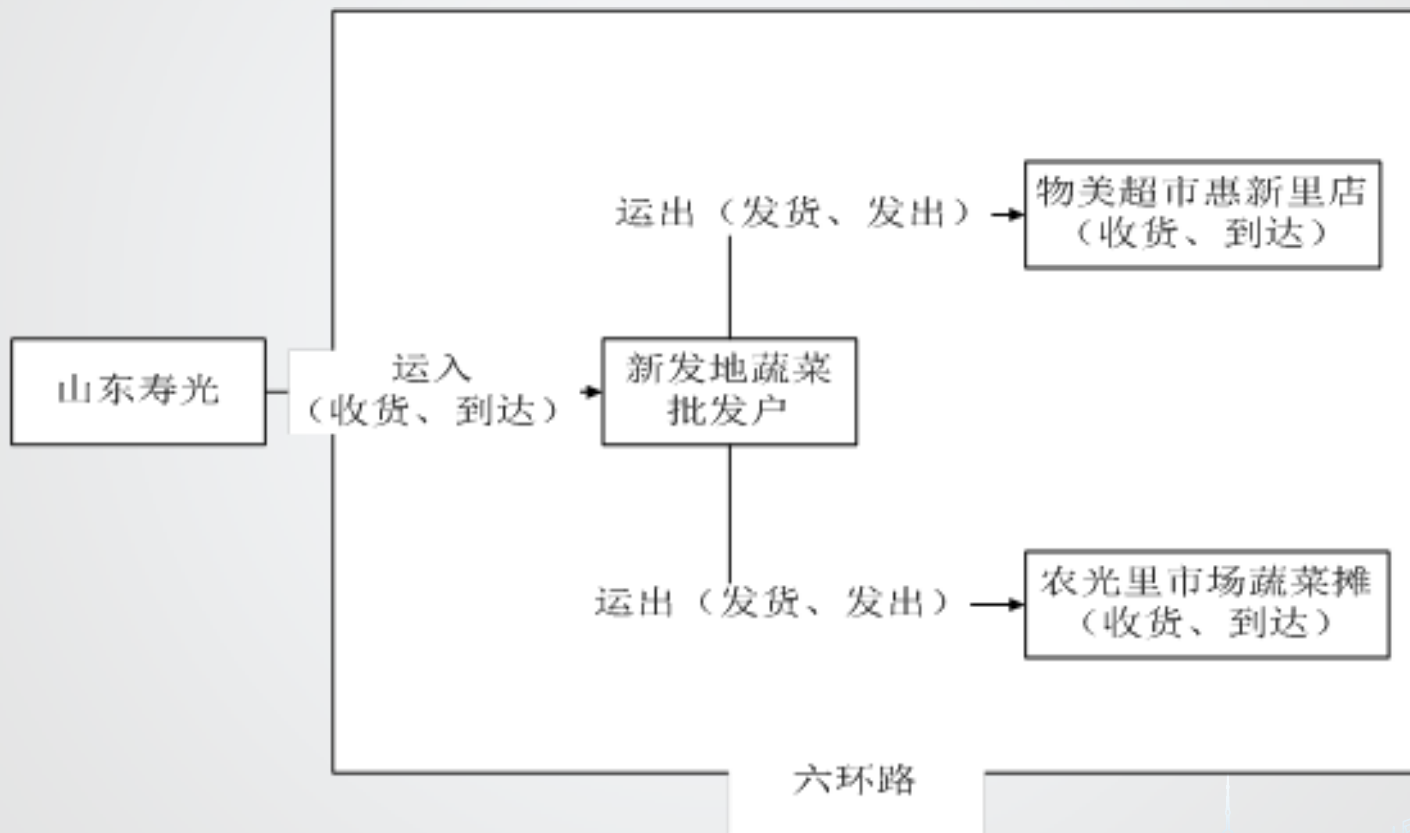 物美超市惠新里店
（收货、到达）
运出（发货、发出）
山东寿光
运入
（收货、到达）
新发地蔬菜
批发户
农光里市场蔬菜摊
（收货、到达）
运出（发货、发出）
六环路